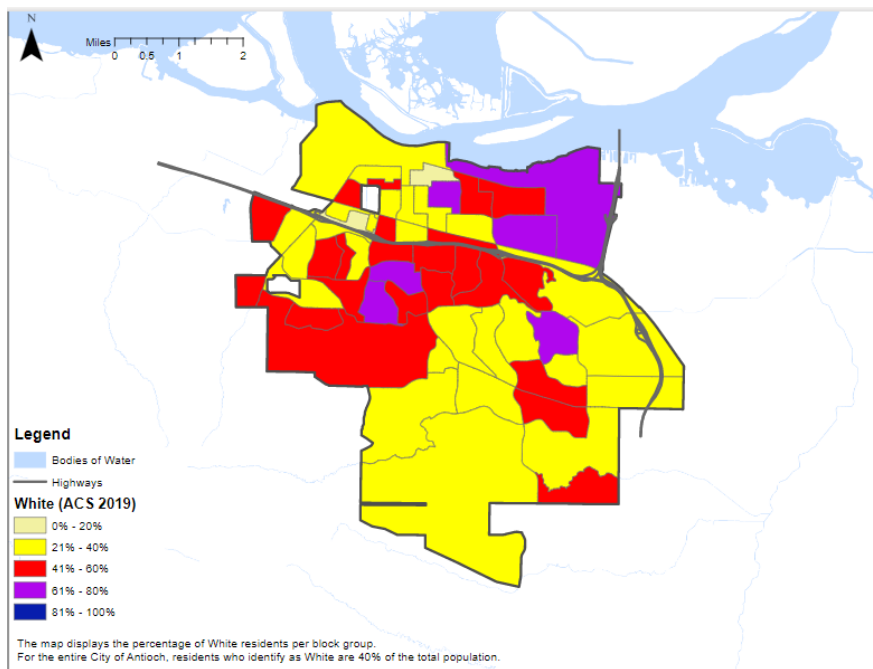 N
Miles
0 0.5 1 2
Legend
Bodies of Water
Highways
White (ACS 2019)
0% - 20%
21% - 40%
41% - 60%
61% - 80%
81% - 100%
The map displays the percentage of White residents per block group.
For the entire City of Antioch, residents who identify as White are 40% of the total population.